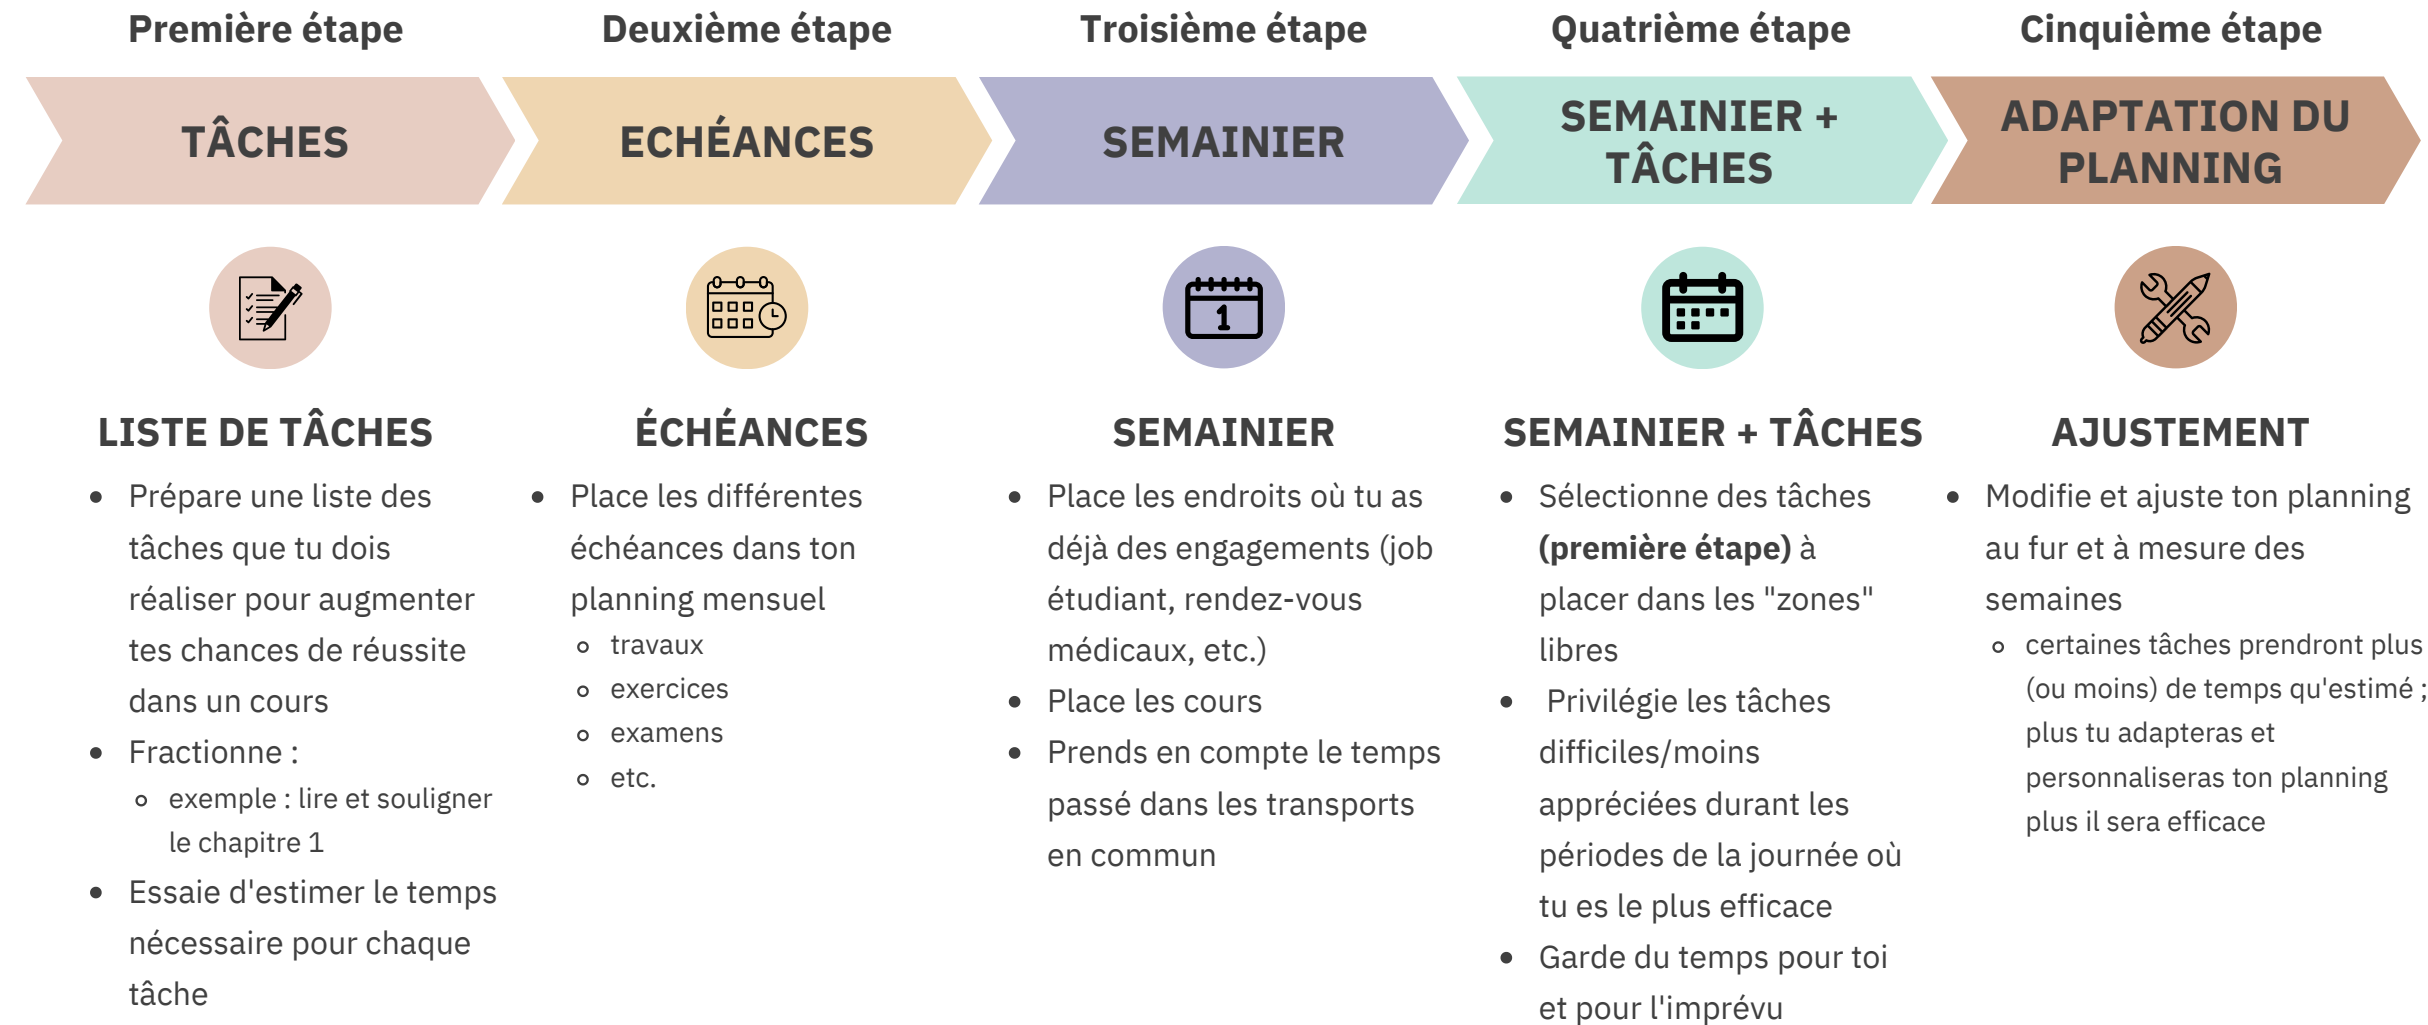 Première étape
Deuxième étape
Troisième étape
Quatrième étape
Cinquième étape
TÂCHES
ECHÉANCES
SEMAINIER
SEMAINIER +
TÂCHES
ADAPTATION DU
PLANNING
1
LISTE DE TÂCHES
• Prépare une liste des
tâches que tu dois
réaliser pour augmenter
tes chances de réussite
dans un cours
• Fractionne :
◦ exemple : lire et souligner
le chapitre 1
• Essaie d'estimer le temps
nécessaire pour chaque
tâche
ÉCHÉANCES
• Place les différentes
échéances dans ton
planning mensuel
◦ travaux
◦ exercices
◦ examens
◦ etc.
SEMAINIER
• Place les endroits où tu as
déjà des engagements (job
étudiant, rendez-vous
médicaux, etc.)
• Place les cours
• Prends en compte le temps
passé dans les transports
en commun
SEMAINIER + TÂCHES
• Sélectionne des tâches
(première étape) à
placer dans les "zones"
libres
• Privilégie les tâches
difficiles/moins
appréciées durant les
périodes de la journée où
tu es le plus efficace
• Garde du temps pour toi
et pour l'imprévu
AJUSTEMENT
• Modifie et ajuste ton planning
au fur et à mesure des
semaines
◦ certaines tâches prendront plus
(ou moins) de temps qu'estimé ;
plus tu adapteras et
personnaliseras ton planning
plus il sera efficace